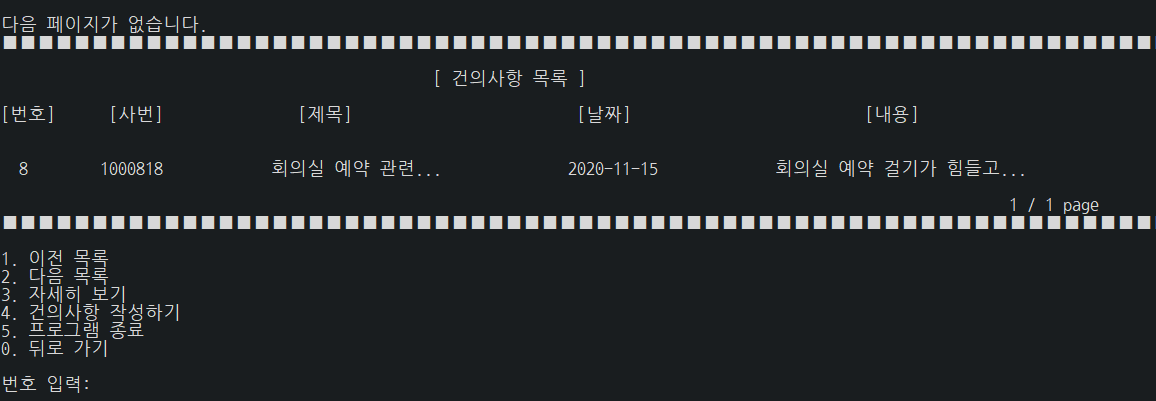 다음 페이지가 없습니다.
■■■■■■■■■■■■■■■■■■■■■■■■■■■■■■■■■■■■■■■■■■■■■■■■■■■■■■■■■■■■■■■■
[ 건의사항 목록 ]
[번호] [사번] [제목] [날짜] [내용]
8 1000818 회의실 예약 관련... 2020-11-15 회의실 예약 걸기가 힘들고...
1 / 1 page
■■■■■■■■■■■■■■■■■■■■■■■■■■■■■■■■■■■■■■■■■■■■■■■■■■■■■■■■■■■■■■■■
1. 이전 목록
2. 다음 목록
3. 자세히 보기
4. 건의사항 작성하기
5. 프로그램 종료
0. 뒤로 가기
번호 입력: